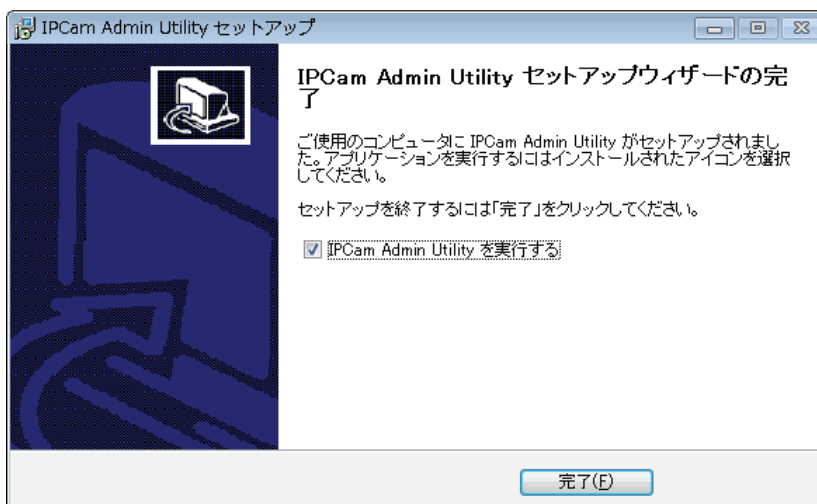 IPCam Admin Utility セットアップ
IPCam Admin Utility セットアップウィザードの完
了
ご使用のコンピュータに IPCam Admin Utility がセットアップされまし
た。アプリケーションを実行するにはインストールされたアイコンを選択
してください。
セットアップを終了するには「完了」をクリックしてください。
IPCam Admin Utility を実行する
完了(F)